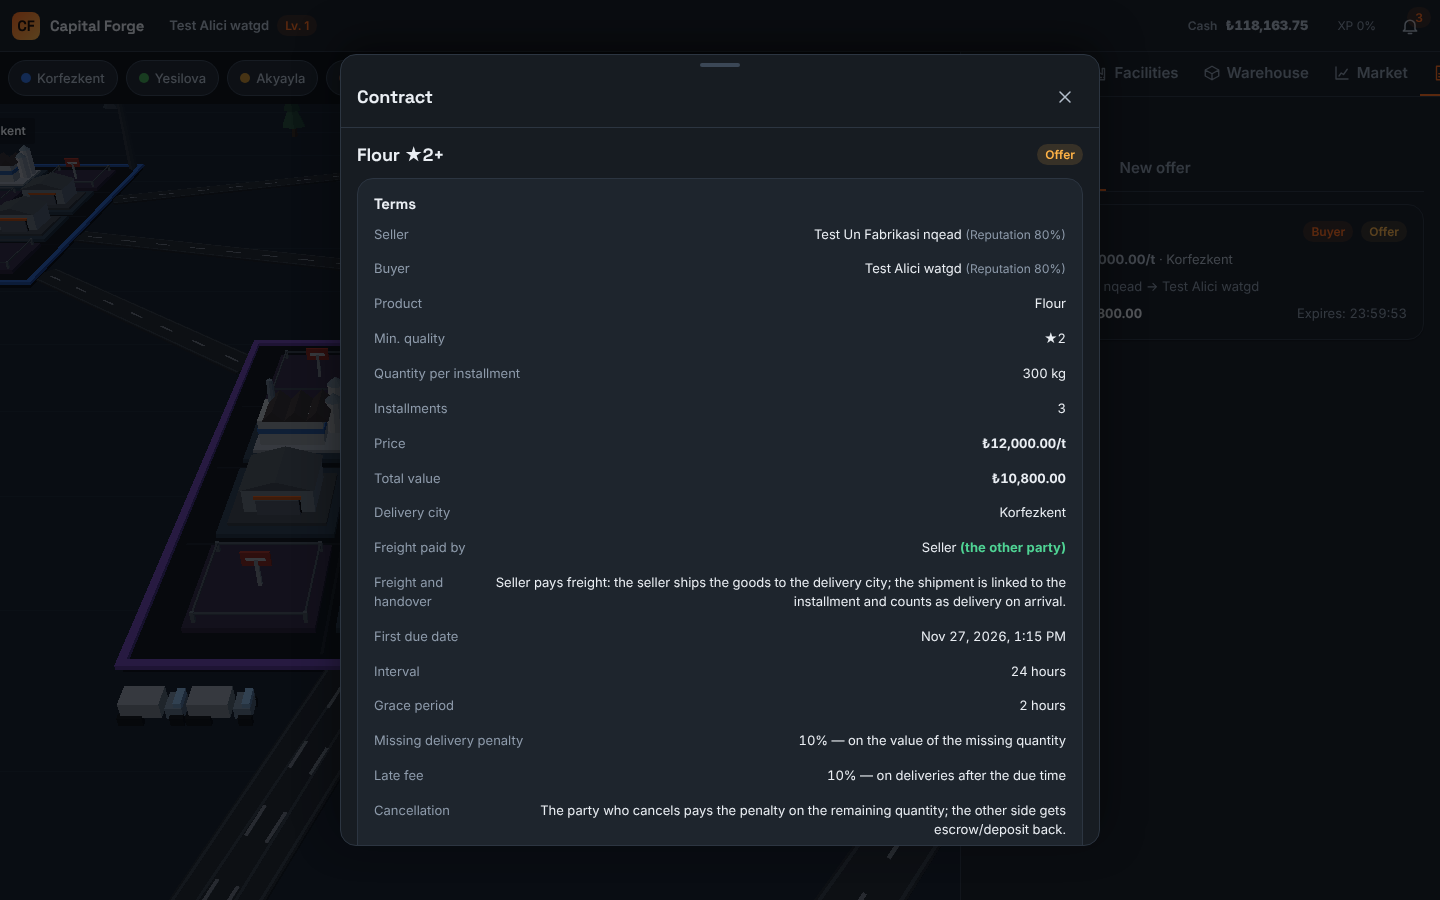 CF
Capital Forge
Test Alici watgd
Lv. 1
Cash ₺118,163.75
XP 0%
3
Korfezkent
Yesilova
Akyayla
Facilities
Warehouse
Market
kent
Contract
Flour ★2+
Offer
Terms
Seller
Test Un Fabrikasi nqead (Reputation 80%)
Buyer
Test Alici watgd (Reputation 80%)
Product
Flour
Min. quality
★2
Quantity per installment
300 kg
Installments
3
Price
₺12,000.00/t
Total value
₺10,800.00
Delivery city
Korfezkent
Freight paid by
Seller (the other party)
Freight and
handover
Seller pays freight: the seller ships the goods to the delivery city; the shipment is linked to the
installment and counts as delivery on arrival.
First due date
Nov 27, 2026, 1:15 PM
Interval
24 hours
Grace period
2 hours
Missing delivery penalty
10% — on the value of the missing quantity
Late fee
10% — on deliveries after the due time
Cancellation
The party who cancels pays the penalty on the remaining quantity; the other side gets
escrow/deposit back.
New offer
Buyer
Offer
000.00/t · Korfezkent
nqead → Test Alici watgd
800.00
Expires: 23:59:53